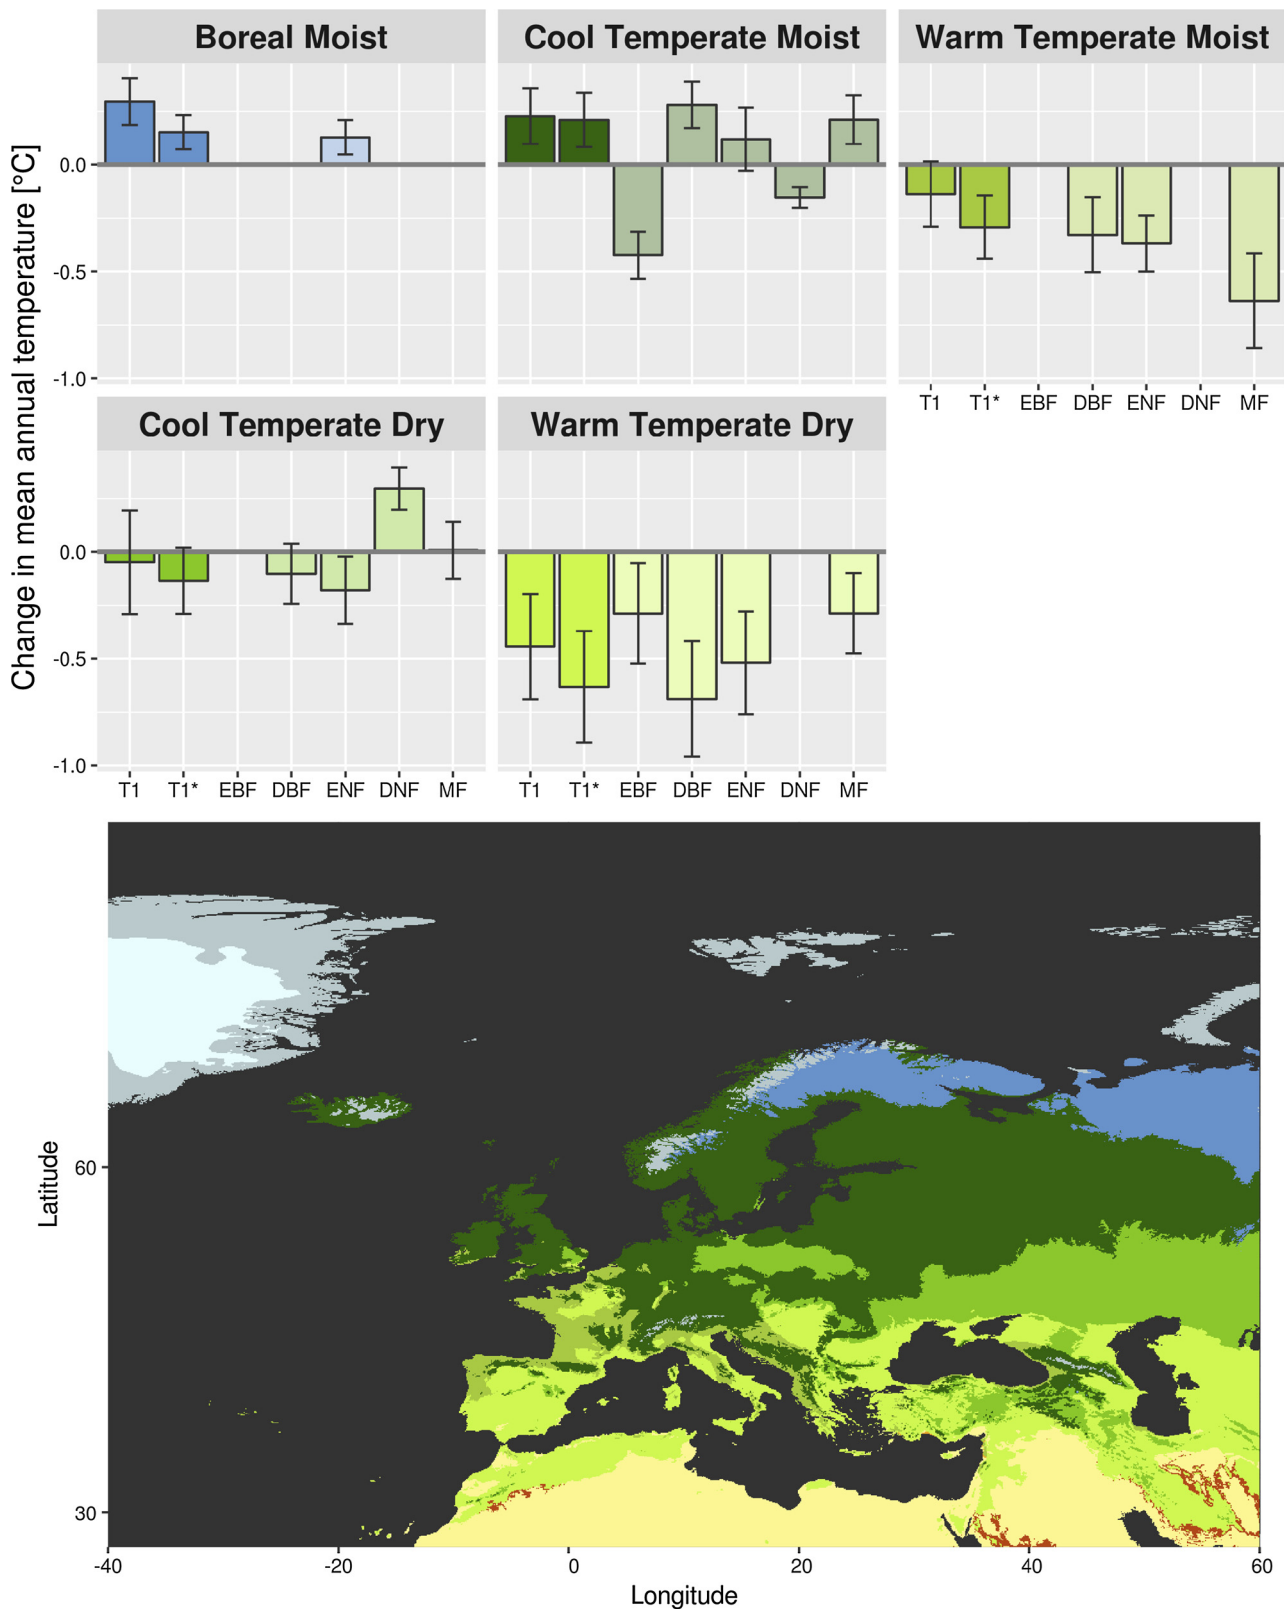 Boreal Moist
Cool Temperate Moist
Warm Temperate Moist
Change in mean annual temperature [°C]
0.0
-0.5
-1.0
T1 T1* EBF DBF ENF DNF MF
Cool Temperate Dry
Warm Temperate Dry
0.0
-0.5
-1.0
T1 T1* EBF DBF ENF DNF MF
T1 T1* EBF DBF ENF DNF MF
Latitude
60
30
-40 -20 0 20 40 60
Longitude